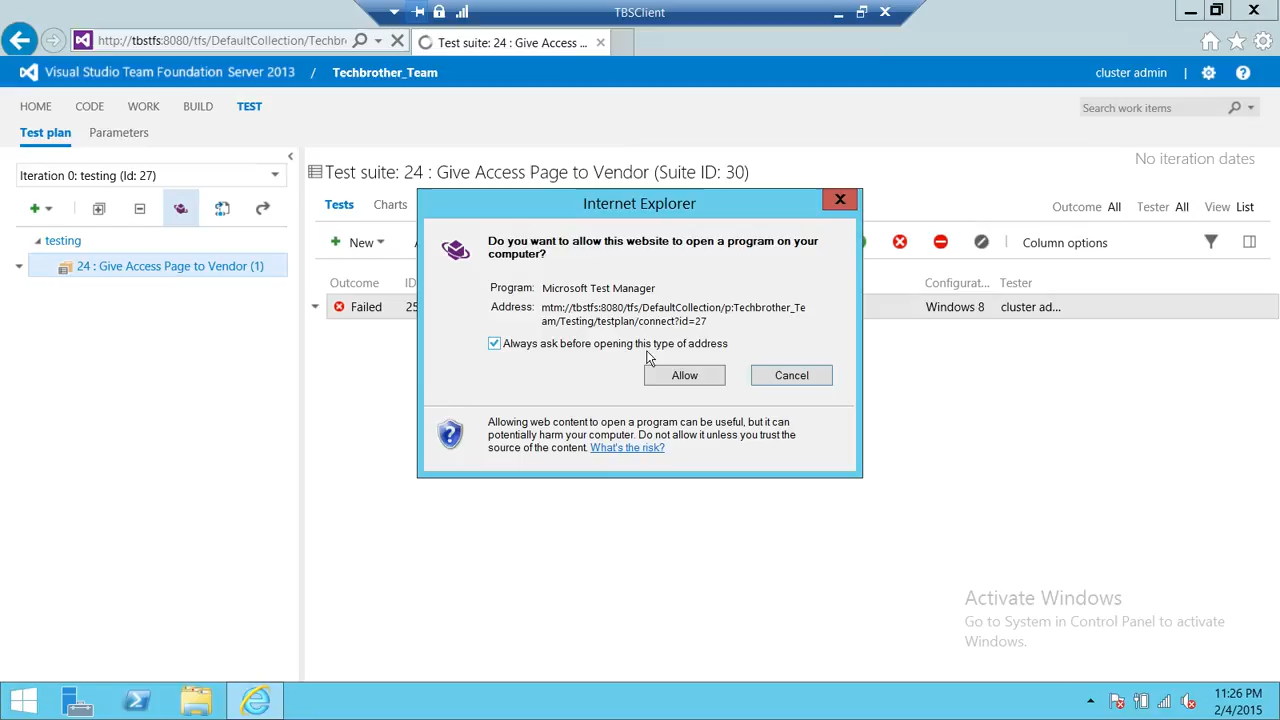 TBSClient
http://tbstfs:8080/tfs/DefaultCollection/Techbr
Test suite: 24 : Give Access ...
Visual Studio Team Foundation Server 2013 / Techbrother_Team
cluster admin |
HOME CODE WORK BUILD TEST
Search work items
Test plan Parameters
No iteration dates
Iteration 0: testing (Id: 27)
Test suite: 24 : Give Access Page to Vendor (Suite ID: 30)
Tests Charts
Outcome All Tester All View List
testing
24 : Give Access Page to Vendor (1)
New
Column options
Outcome ID
Configurat... Tester
Failed 25
Windows 8 cluster ad...
Internet Explorer
Do you want to allow this website to open a program on your
computer?
Program: Microsoft Test Manager
Address: mtm://tbstfs:8080/tfs/DefaultCollection/p:Techbrother_Te
am/Testing/testplan/connect?id=27
Always ask before opening this type of address
Allow Cancel
Allowing web content to open a program can be useful, but it can
potentially harm your computer. Do not allow it unless you trust the
source of the content. What's the risk?
Activate Windows
Go to System in Control Panel to activate
Windows.
11:26 PM
2/4/2015